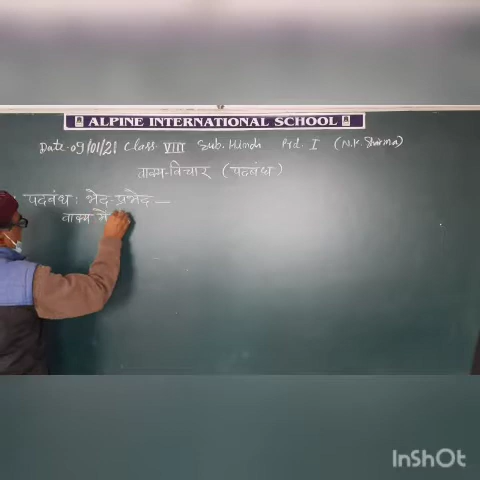 ALPINE INTERNATIONAL SCHOOL
Date-09/01/21 Class-VIII Sub. Hindi Prd. I (N.K. Sharma)
वाक्य-विचार (पदबंध)
पदबंध: भेद-प्रभेद —
वाक्य में
InShOt